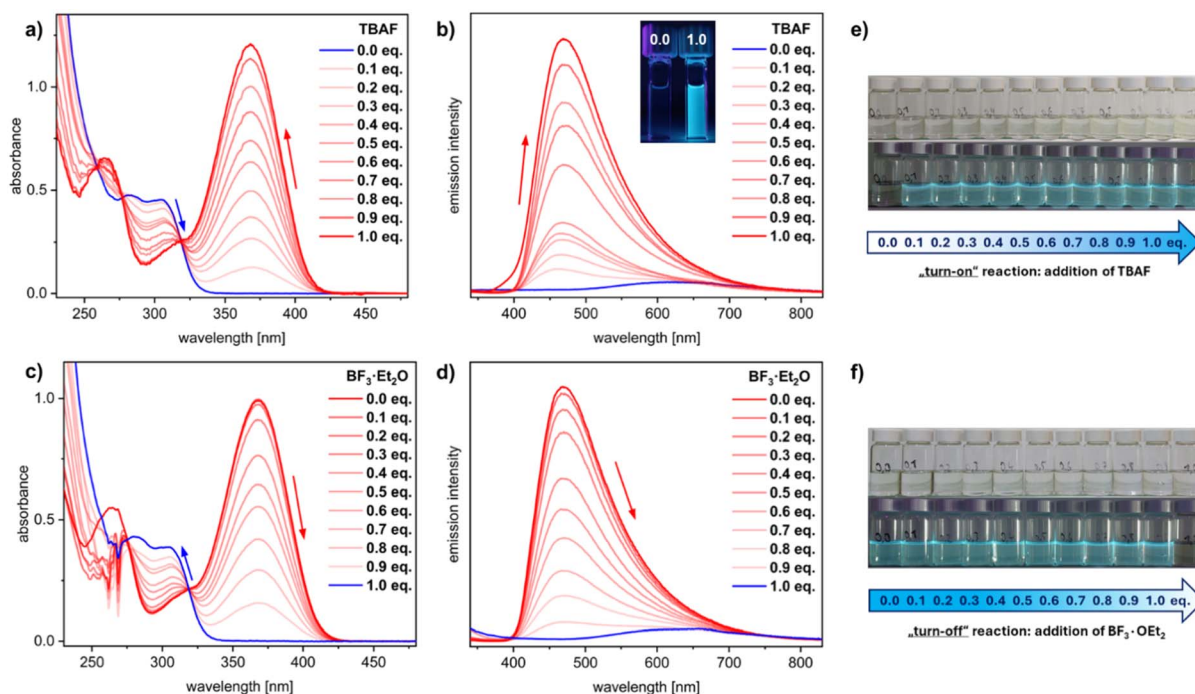 a)
TBAF
0.0 eq.
0.1 eq.
0.2 eq.
0.3 eq.
0.4 eq.
0.5 eq.
0.6 eq.
0.7 eq.
0.8 eq.
0.9 eq.
1.0 eq.
absorbance
1.0
0.5
0.0
250 300 350 400 450
wavelength [nm]
b)
TBAF
0.0 eq.
0.1 eq.
0.2 eq.
0.3 eq.
0.4 eq.
0.5 eq.
0.6 eq.
0.7 eq.
0.8 eq.
0.9 eq.
1.0 eq.
0.0 1.0
emission intensity
400 500 600 700 800
wavelength [nm]
e)
0.0 0.1 0.2 0.3 0.4 0.5 0.6 0.7 0.8 0.9 1.0 eq.
„turn-on“ reaction: addition of TBAF
c)
BF₃·Et₂O
0.0 eq.
0.1 eq.
0.2 eq.
0.3 eq.
0.4 eq.
0.5 eq.
0.6 eq.
0.7 eq.
0.8 eq.
0.9 eq.
1.0 eq.
absorbance
1.0
0.5
0.0
250 300 350 400 450
wavelength [nm]
d)
BF₃·Et₂O
0.0 eq.
0.1 eq.
0.2 eq.
0.3 eq.
0.4 eq.
0.5 eq.
0.6 eq.
0.7 eq.
0.8 eq.
0.9 eq.
1.0 eq.
emission intensity
400 500 600 700 800
wavelength [nm]
f)
0.0 0.1 0.2 0.3 0.4 0.5 0.6 0.7 0.8 0.9 1.0 eq.
„turn-off“ reaction: addition of BF₃·OEt₂